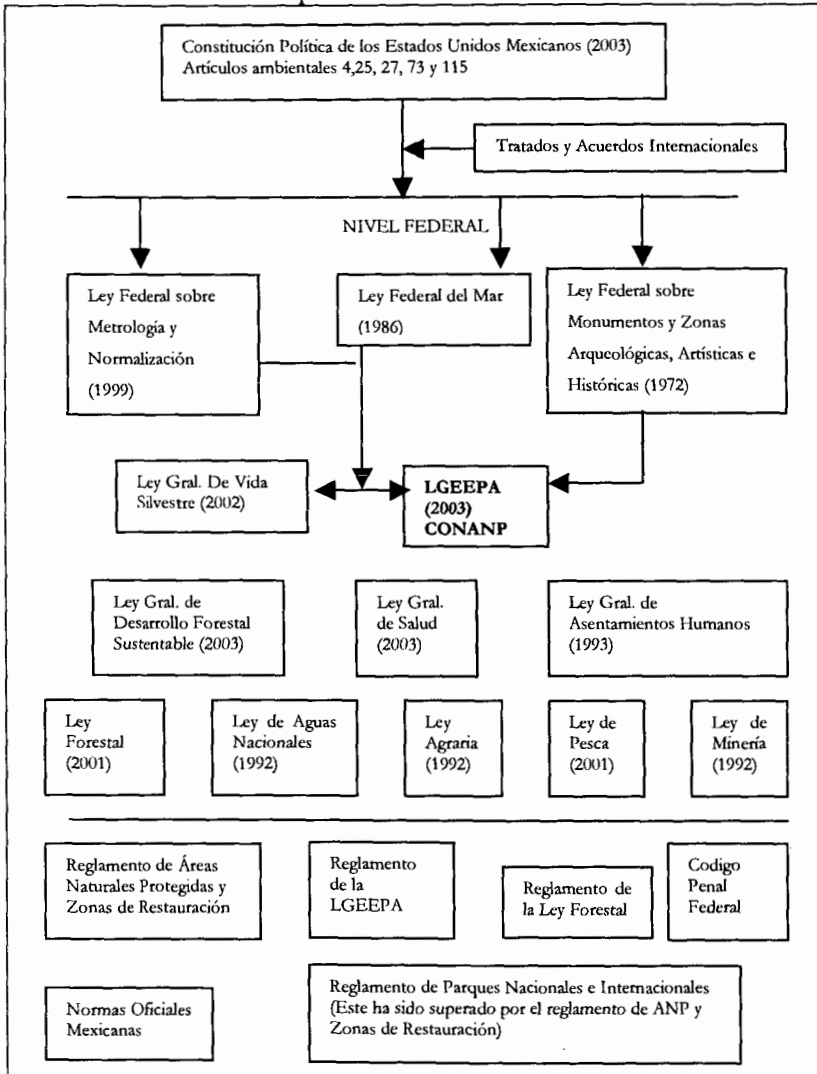 Constitución Política de los Estados Unidos Mexicanos (2003)
Artículos ambientales 4,25, 27, 73 y 115
Tratados y Acuerdos Internacionales
NIVEL FEDERAL
Ley Federal sobre
Metrología y
Normalización
(1999)
Ley Federal del Mar
(1986)
Ley Federal sobre
Monumentos y Zonas
Arqueológicas, Artísticas e
Históricas (1972)
Ley Gral. De Vida
Silvestre (2002)
LGEEPA
(2003)
CONANP
Ley Gral. de
Desarrollo Forestal
Sustentable (2003)
Ley Gral.
de Salud
(2003)
Ley Gral. de
Asentamientos Humanos
(1993)
Ley
Forestal
(2001)
Ley de Aguas
Nacionales
(1992)
Ley
Agraria
(1992)
Ley de
Pesca
(2001)
Ley de
Minería
(1992)
Reglamento de Áreas
Naturales Protegidas y
Zonas de Restauración
Reglamento
de la
LGEEPA
Reglamento de
la Ley Forestal
Codigo
Penal
Federal
Normas Oficiales
Mexicanas
Reglamento de Parques Nacionales e Internacionales
(Este ha sido superado por el reglamento de ANP y
Zonas de Restauración)